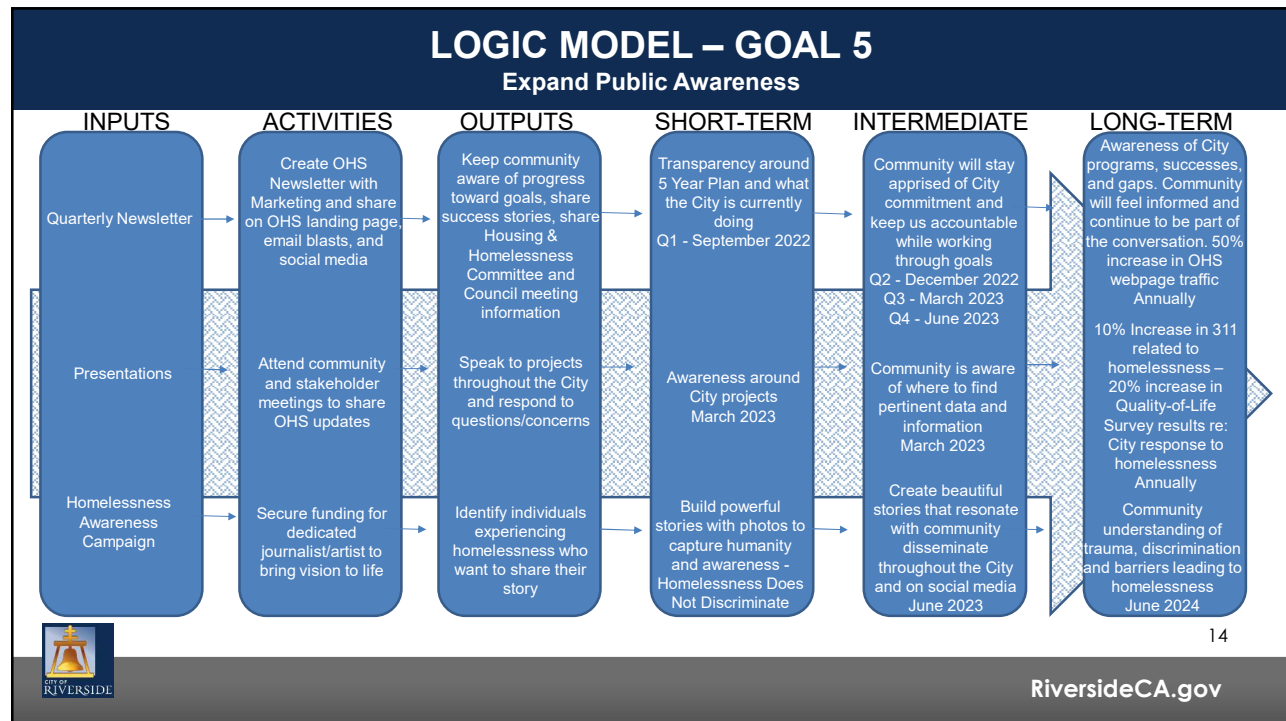 LOGIC MODEL – GOAL 5
Expand Public Awareness
INPUTS
Quarterly Newsletter
Presentations
Homelessness
Awareness
Campaign
ACTIVITIES
Create OHS
Newsletter with
Marketing and share
on OHS landing page,
email blasts, and
social media
Attend community
and stakeholder
meetings to share
OHS updates
Secure funding for
dedicated
journalist/artist to
bring vision to life
OUTPUTS
Keep community
aware of progress
toward goals, share
success stories, share
Housing &
Homelessness
Committee and
Council meeting
information
Speak to projects
throughout the City
and respond to
questions/concerns
Identify individuals
experiencing
homelessness who
want to share their
story
SHORT-TERM
Transparency around
5 Year Plan and what
the City is currently
doing
Q1 - September 2022
Awareness around
City projects
March 2023
Build powerful
stories with photos to
capture humanity
and awareness -
Homelessness Does
Not Discriminate
INTERMEDIATE
Community will stay
apprised of City
commitment and
keep us accountable
while working
through goals
Q2 - December 2022
Q3 - March 2023
Q4 - June 2023
Community is aware
of where to find
pertinent data and
information
March 2023
Create beautiful
stories that resonate
with community
disseminate
throughout the City
and on social media
June 2023
LONG-TERM
Awareness of City
programs, successes,
and gaps. Community
will feel informed and
continue to be part of
the conversation. 50%
increase in OHS
webpage traffic
Annually
10% Increase in 311
related to
homelessness –
20% increase in
Quality-of-Life
Survey results re:
City response to
homelessness
Annually
Community
understanding of
trauma, discrimination
and barriers leading to
homelessness
June 2024
14
CITY OF
RIVERSIDE
RiversideCA.gov